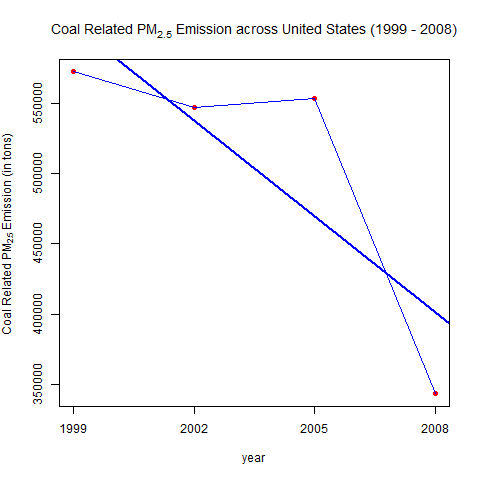 Coal Related PM2.5 Emission across United States (1999 - 2008)
Coal Related PM2.5 Emission (in tons)
550000
500000
450000
400000
350000
1999 2002 2005 2008
year